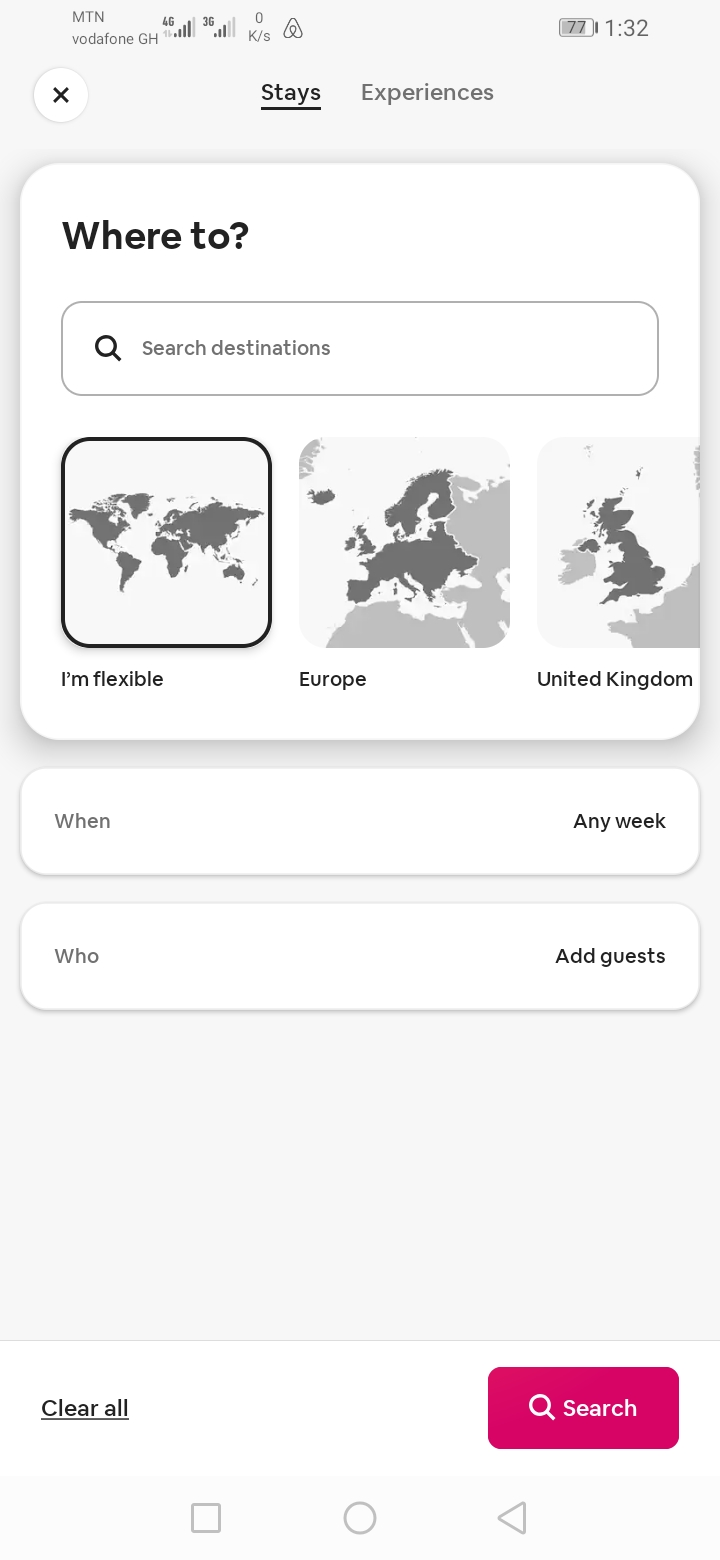 MTN
vodafone GH
4G
3G
0
K/s
77
1:32
Stays Experiences
Where to?
Search destinations
I’m flexible
Europe
United Kingdom
When
Any week
Who
Add guests
Clear all
Search